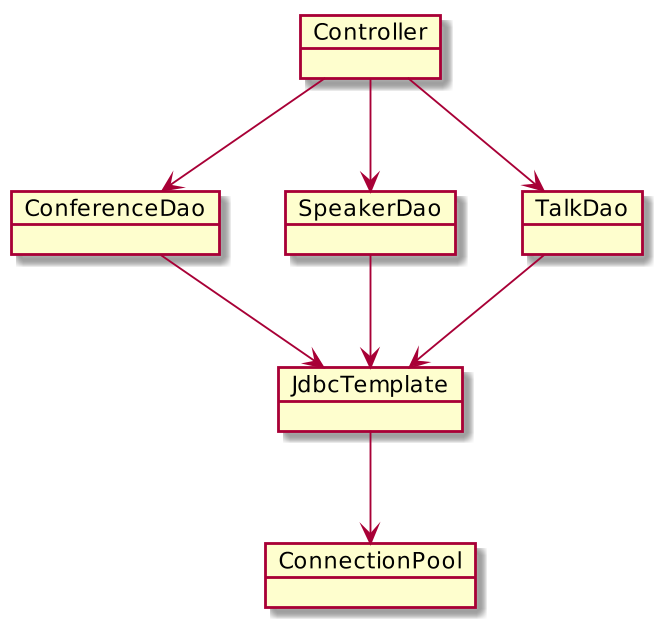 Controller
ConferenceDao
SpeakerDao
TalkDao
JdbcTemplate
ConnectionPool